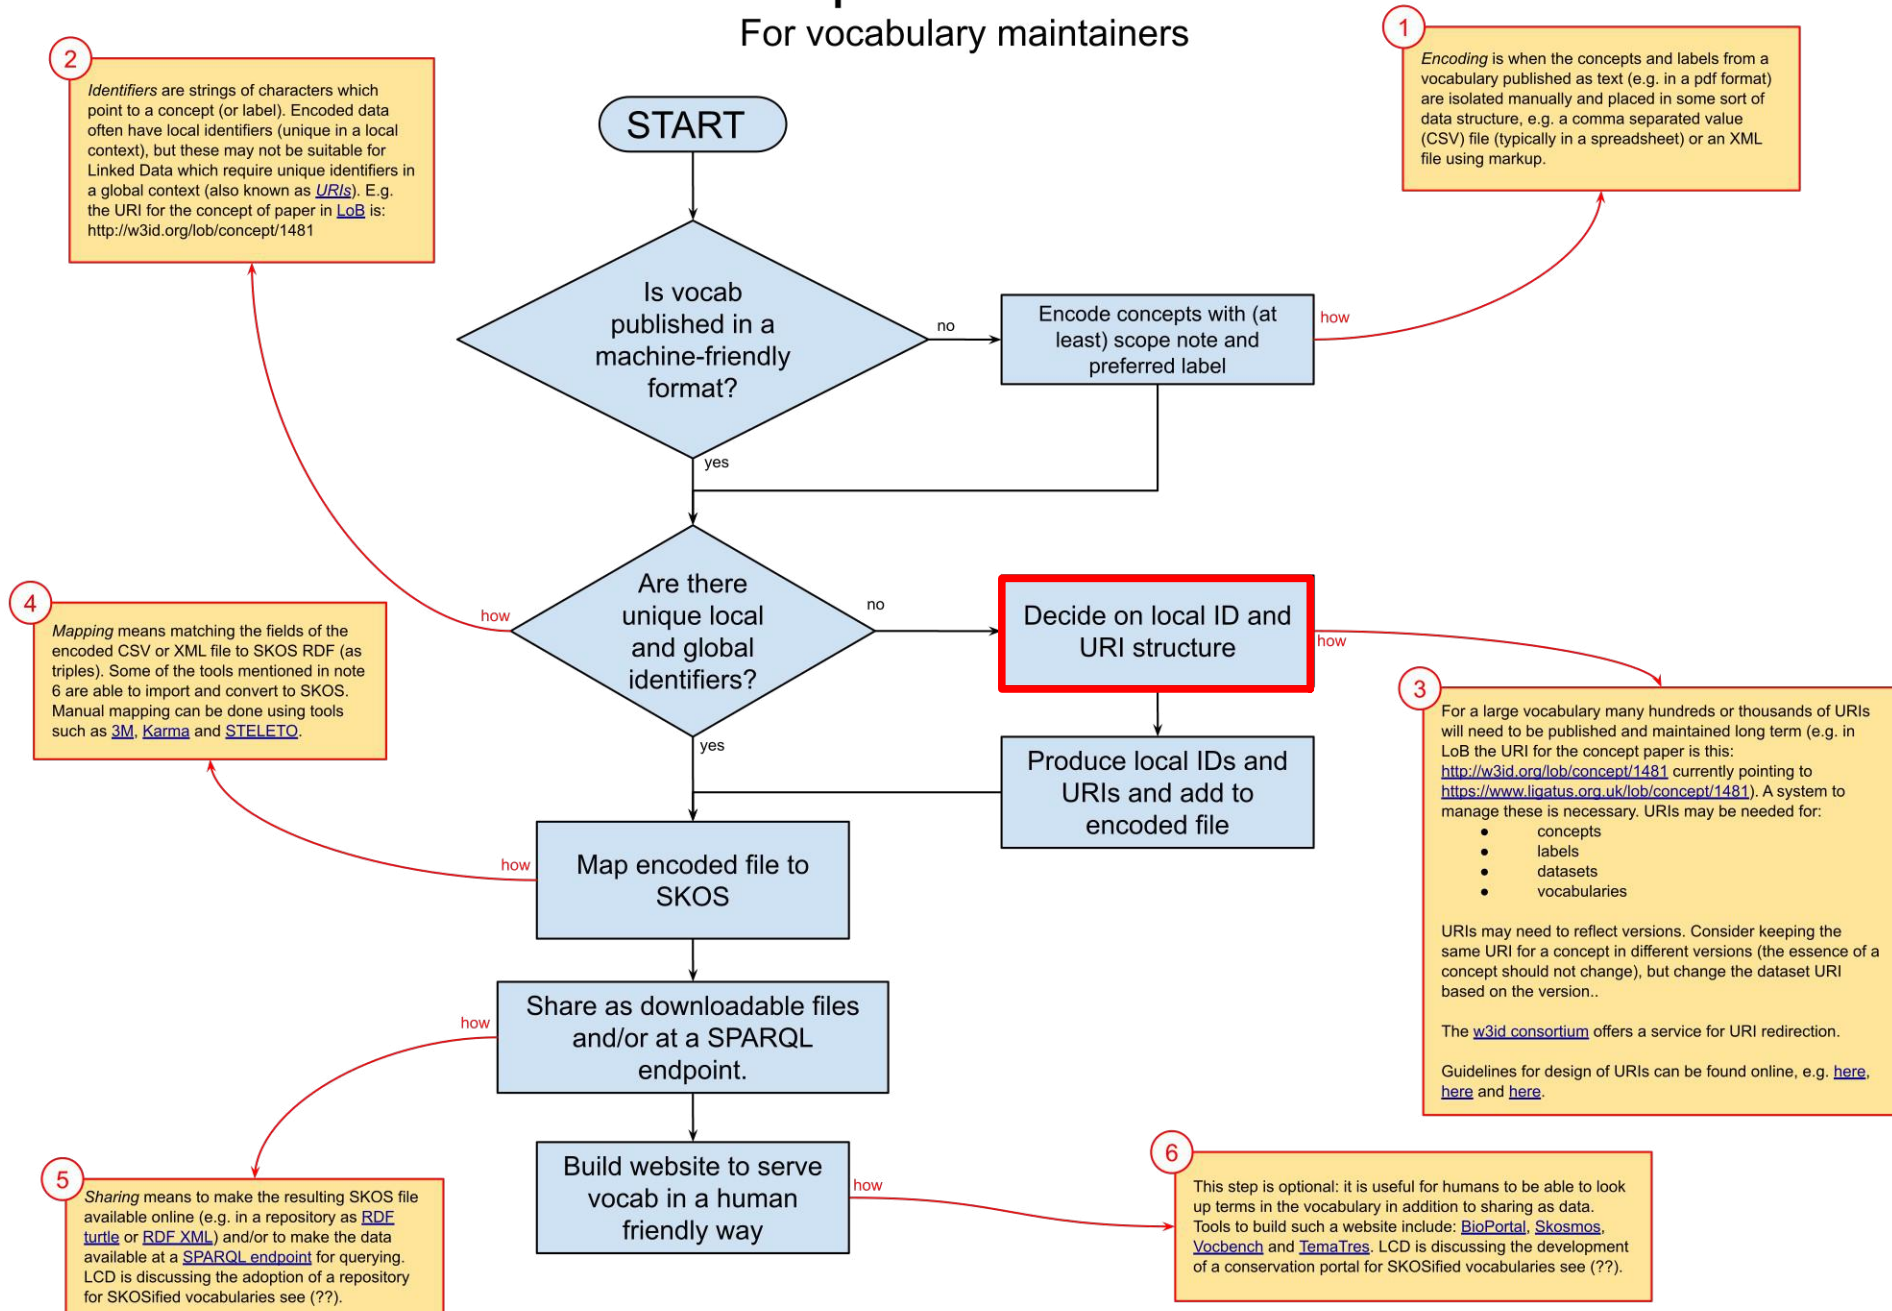 For vocabulary maintainers
1
Encoding is when the concepts and labels from a
vocabulary published as text (e.g. in a pdf format)
are isolated manually and placed in some sort of
data structure, e.g. a comma separated value
(CSV) file (typically in a spreadsheet) or an XML
file using markup.
2
Identifiers are strings of characters which
point to a concept (or label). Encoded data
often have local identifiers (unique in a local
context), but these may not be suitable for
Linked Data which require unique identifiers in
a global context (also known as URIs). E.g.
the URI for the concept of paper in LoB is:
http://w3id.org/lob/concept/1481
START
Is vocab
published in a
machine-friendly
format?
no
Encode concepts with (at
least) scope note and
preferred label
how
yes
Are there
unique local
and global
identifiers?
how
no
Decide on local ID and
URI structure
how
yes
Produce local IDs and
URIs and add to
encoded file
3
For a large vocabulary many hundreds or thousands of URIs
will need to be published and maintained long term (e.g. in
LoB the URI for the concept paper is this:
http://w3id.org/lob/concept/1481 currently pointing to
https://www.ligatus.org.uk/lob/concept/1481). A system to
manage these is necessary. URIs may be needed for:
● concepts
● labels
● datasets
● vocabularies
URIs may need to reflect versions. Consider keeping the
same URI for a concept in different versions (the essence of a
concept should not change), but change the dataset URI
based on the version..
The w3id consortium offers a service for URI redirection.
Guidelines for design of URIs can be found online, e.g. here,
here and here.
4
Mapping means matching the fields of the
encoded CSV or XML file to SKOS RDF (as
triples). Some of the tools mentioned in note
6 are able to import and convert to SKOS.
Manual mapping can be done using tools
such as 3M, Karma and STELETO.
how
Map encoded file to
SKOS
how
Share as downloadable files
and/or at a SPARQL
endpoint.
Build website to serve
vocab in a human
friendly way
how
5
Sharing means to make the resulting SKOS file
available online (e.g. in a repository as RDF
turtle or RDF XML) and/or to make the data
available at a SPARQL endpoint for querying.
LCD is discussing the adoption of a repository
for SKOSified vocabularies see (??).
6
This step is optional: it is useful for humans to be able to look
up terms in the vocabulary in addition to sharing as data.
Tools to build such a website include: BioPortal, Skosmos,
Vocbench and TemaTres. LCD is discussing the development
of a conservation portal for SKOSified vocabularies see (??).